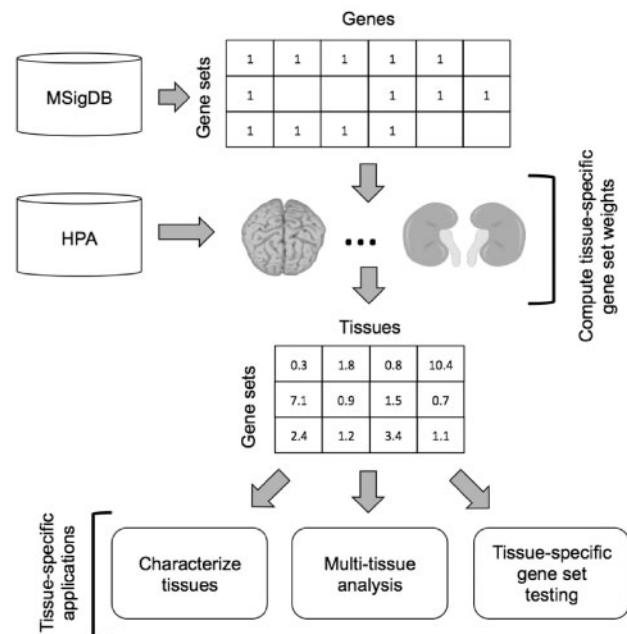 Genes
MSigDB
Gene sets
1 1 1 1 1
1 1 1 1
1 1 1 1
HPA
Compute tissue-specific
gene set weights
Tissues
Gene sets
0.3 1.8 0.8 10.4
7.1 0.9 1.5 0.7
2.4 1.2 3.4 1.1
Tissue-specific
applications
Characterize
tissues
Multi-tissue
analysis
Tissue-specific
gene set
testing